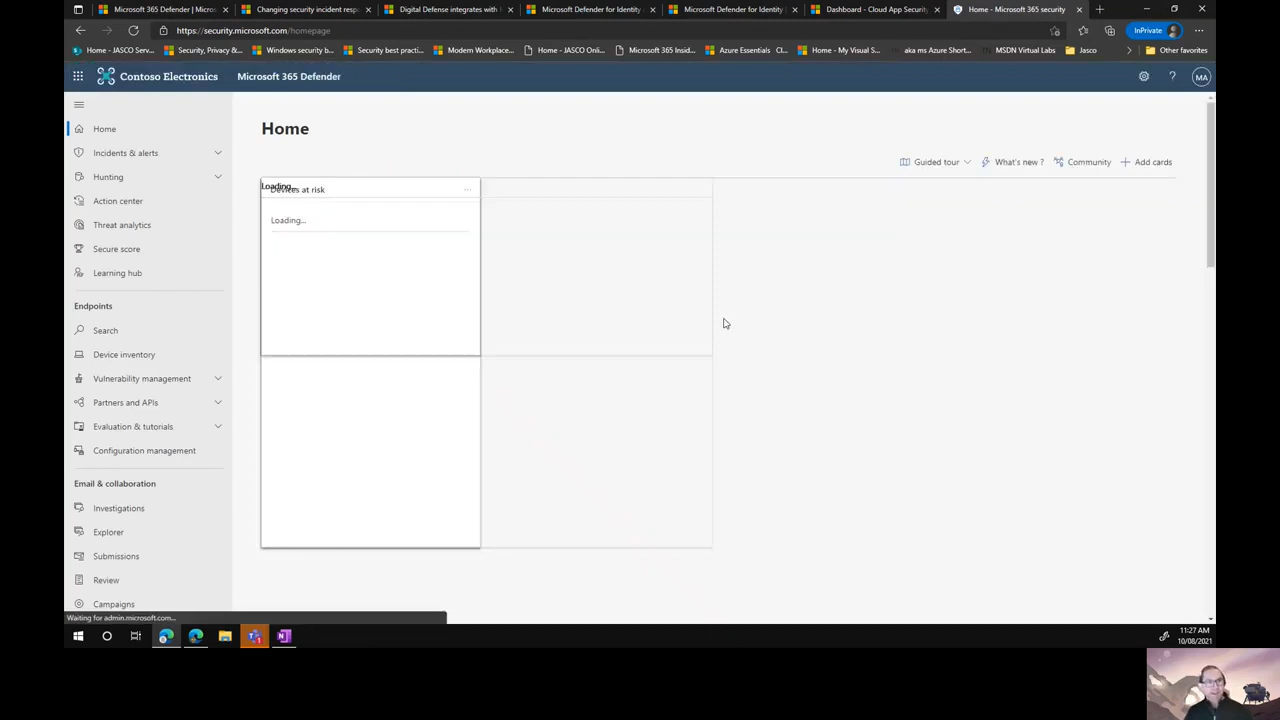 Microsoft 365 Defender | Micros
Changing security incident resp
Digital Defense integrates with I
Microsoft Defender for Identity
Microsoft Defender for Identity |
Dashboard - Cloud App Security
Home - Microsoft 365 security
https://security.microsoft.com/homepage
InPrivate
Home - JASCO Serv...
Security, Privacy &...
Windows security b...
Security best practi...
Modern Workplace...
Home - JASCO Onli...
Microsoft 365 Insid...
Azure Essentials Cl...
Home - My Visual S...
aka ms Azure Short...
MSDN Virtual Labs
Jasco
Other favorites
Contoso Electronics
Microsoft 365 Defender
MA
Home
Incidents & alerts
Hunting
Action center
Threat analytics
Secure score
Learning hub
Endpoints
Search
Device inventory
Vulnerability management
Partners and APIs
Evaluation & tutorials
Configuration management
Email & collaboration
Investigations
Explorer
Submissions
Review
Campaigns
Home
Guided tour
What's new ?
Community
Add cards
Loading...
Devices at risk
Loading...
Waiting for admin.microsoft.com...
11:27 AM
10/08/2021